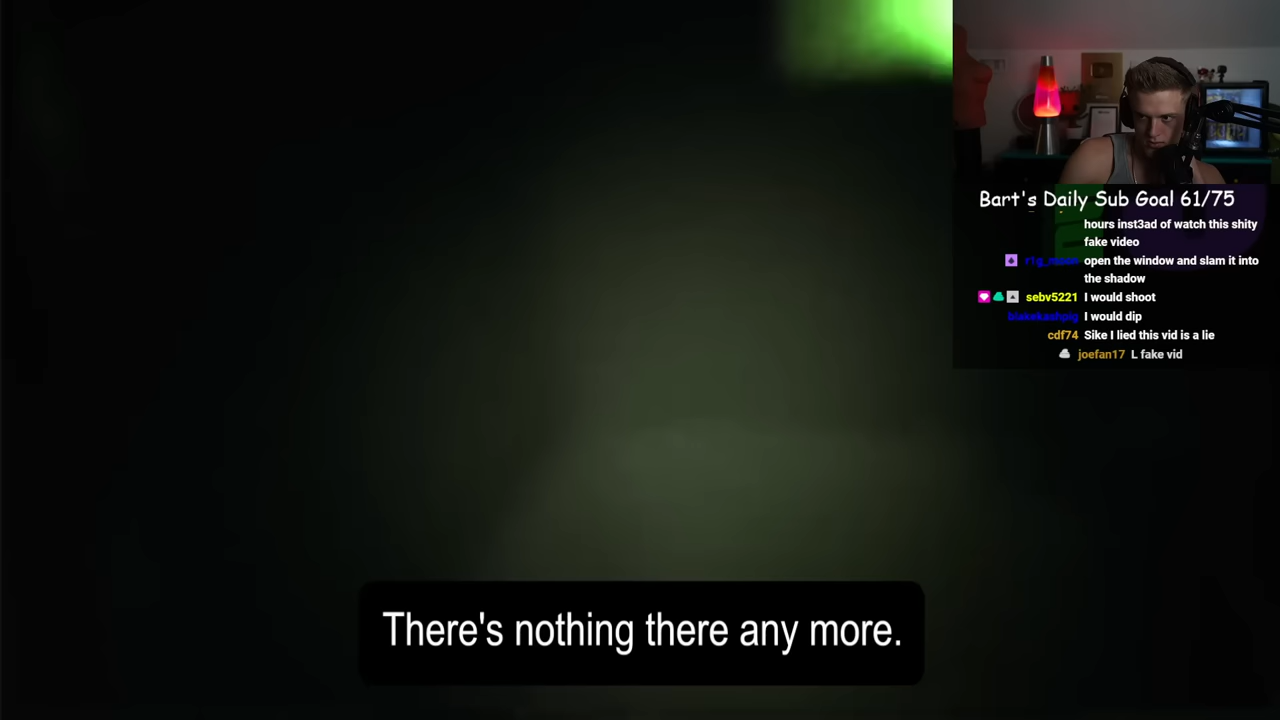 Bart's Daily Sub Goal 61/75
hours inst3ad of watch this shity
fake video
open the window and slam it into
the shadow
sebv5221 I would shoot
blakekashpig I would dip
cdf74 Sike I lied this vid is a lie
joefan17 L fake vid
There's nothing there any more.